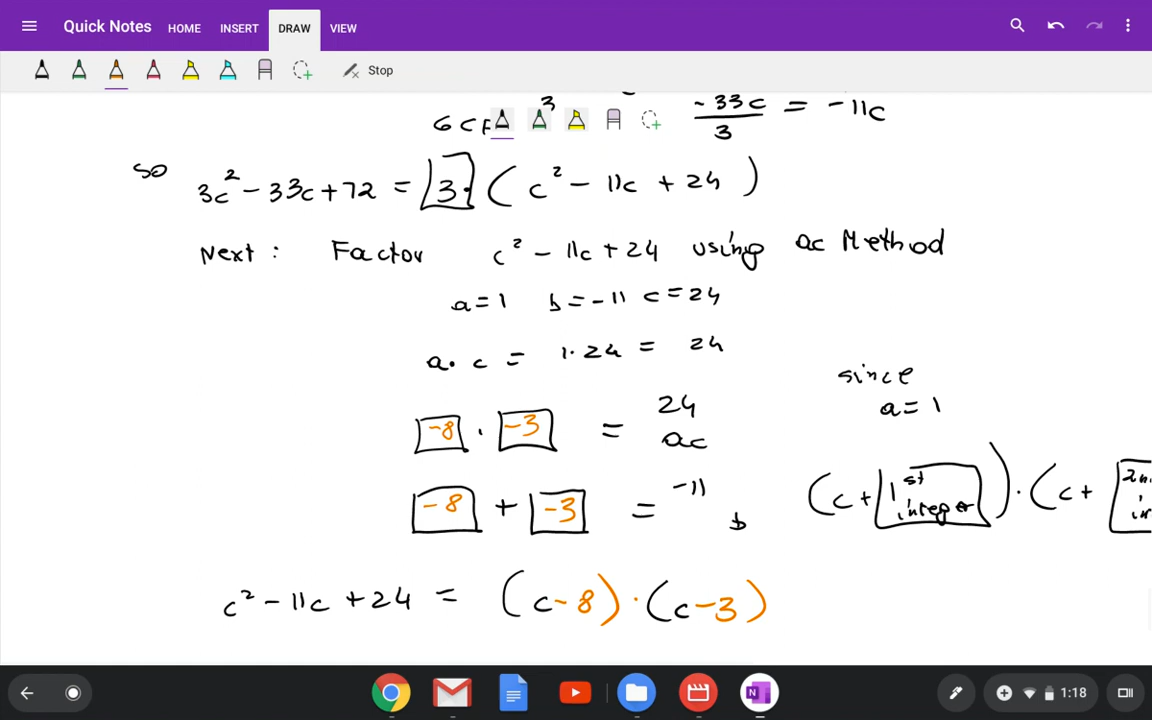 Quick Notes HOME INSERT DRAW VIEW
Stop
3 -33c/3 = -11c
GCF
so 3c² - 33c + 72 = 3 · (c² - 11c + 24)
Next: Factor c² - 11c + 24 using ac Method
a=1 b=-11 c=24
a·c = 1·24 = 24
since
a=1
-8 · -3 = 24
ac
-8 + -3 = -11
b
(c + 1st integer) · (c +
c² - 11c + 24 = (c-8)·(c-3)
1:18